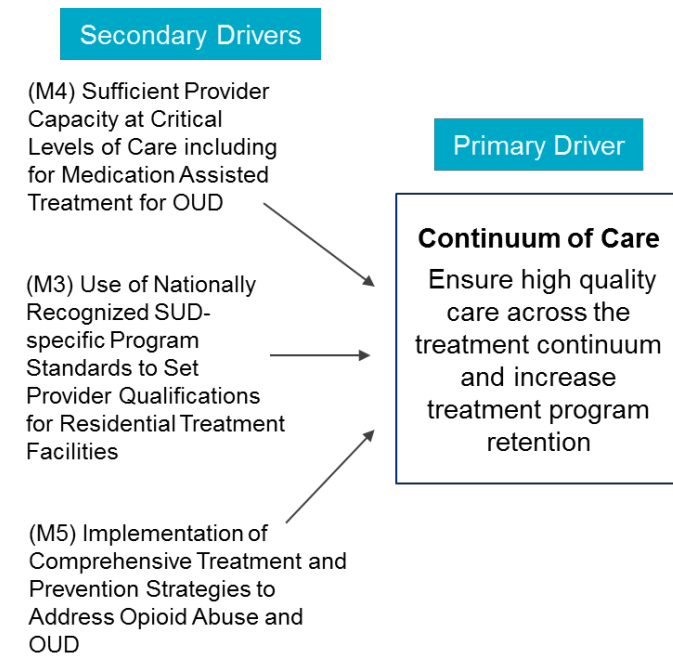 Secondary Drivers
(M4) Sufficient Provider
Capacity at Critical
Levels of Care including
for Medication Assisted
Treatment for OUD
(M3) Use of Nationally
Recognized SUD-
specific Program
Standards to Set
Provider Qualifications
for Residential Treatment
Facilities
(M5) Implementation of
Comprehensive Treatment and
Prevention Strategies to
Address Opioid Abuse and
OUD
Primary Driver
Continuum of Care
Ensure high quality
care across the
treatment continuum
and increase
treatment program
retention